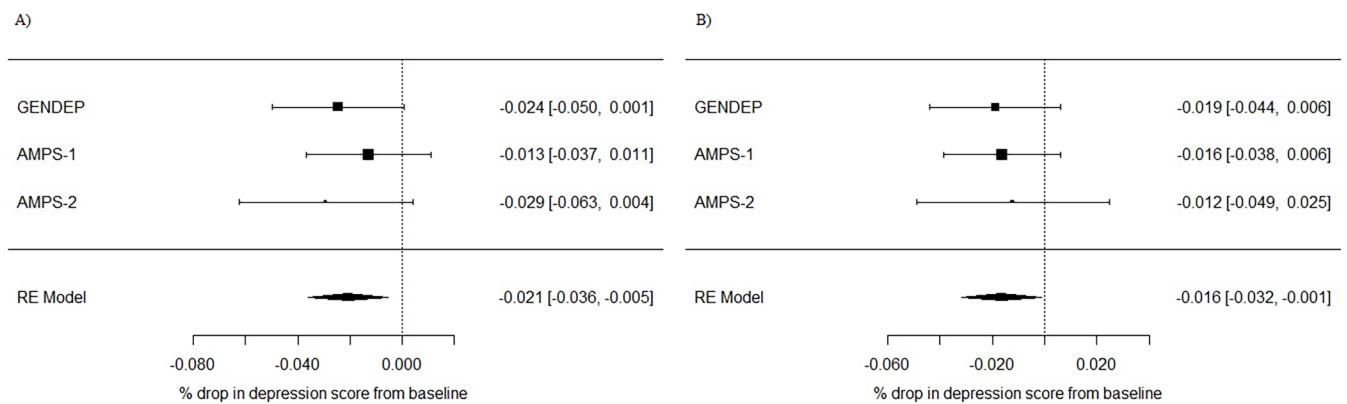 A)
GENDEP -0.024 [-0.050, 0.001]
AMPS-1 -0.013 [-0.037, 0.011]
AMPS-2 -0.029 [-0.063, 0.004]
RE Model -0.021 [-0.036, -0.005]
-0.080 -0.040 0.000
% drop in depression score from baseline
B)
GENDEP -0.019 [-0.044, 0.006]
AMPS-1 -0.016 [-0.038, 0.006]
AMPS-2 -0.012 [-0.049, 0.025]
RE Model -0.016 [-0.032, -0.001]
-0.060 -0.020 0.020
% drop in depression score from baseline